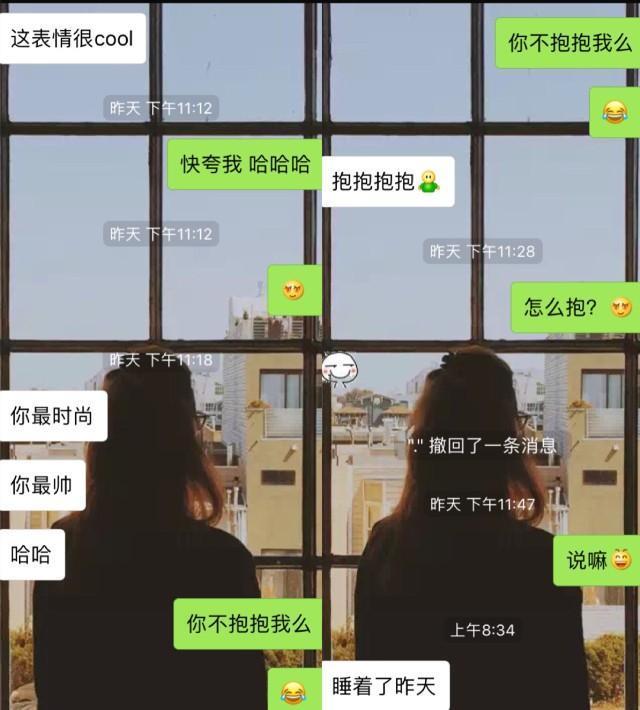 这表情很cool
昨天 下午11:12
快夸我 哈哈哈
昨天 下午11:12
昨天 下午11:18
你最时尚
你最帅
哈哈
你不抱抱我么
你不抱抱我么
抱抱抱抱
昨天 下午11:28
怎么抱？
"." 撤回了一条消息
昨天 下午11:47
说嘛
上午8:34
睡着了昨天